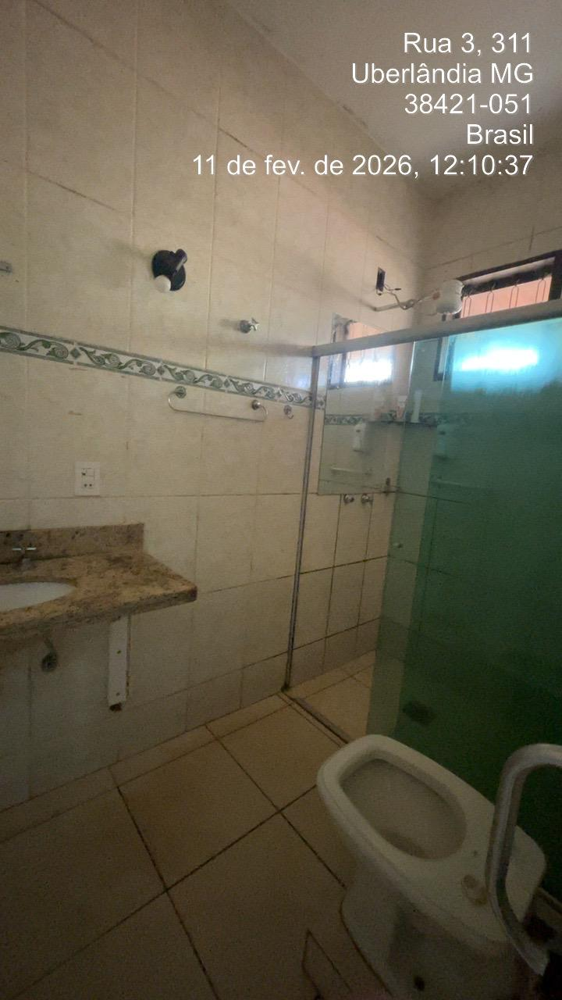 Rua 3, 311
Uberlândia MG
38421-051
Brasil
11 de fev. de 2026, 12:10:37